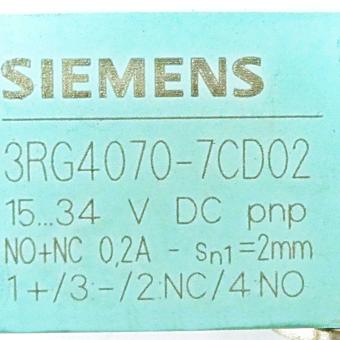 SIEMENS
3RG4070-7CD02
15...34 V DC pnp
NO+NC 0,2A - sn1=2mm
1+/3-/2:NC/4:NO